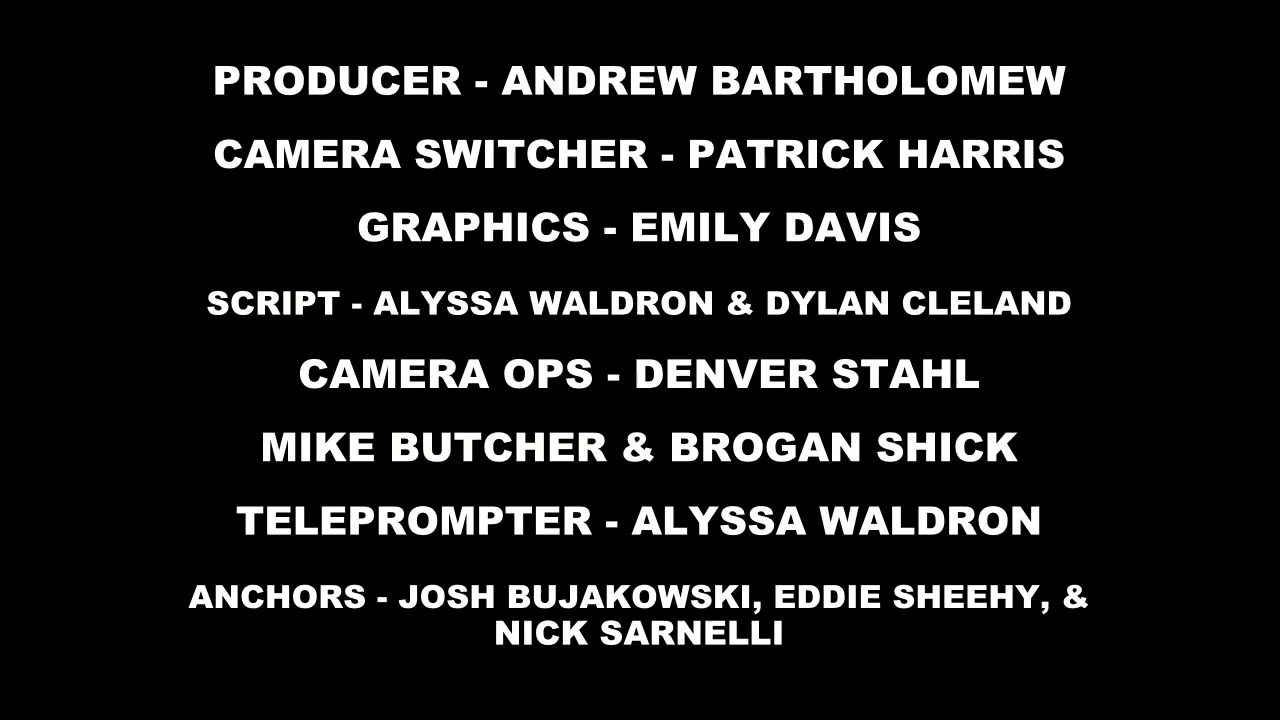 PRODUCER - ANDREW BARTHOLOMEW
CAMERA SWITCHER - PATRICK HARRIS
GRAPHICS - EMILY DAVIS
SCRIPT - ALYSSA WALDRON & DYLAN CLELAND
CAMERA OPS - DENVER STAHL
MIKE BUTCHER & BROGAN SHICK
TELEPROMPTER - ALYSSA WALDRON
ANCHORS - JOSH BUJAKOWSKI, EDDIE SHEEHY, &
NICK SARNELLI